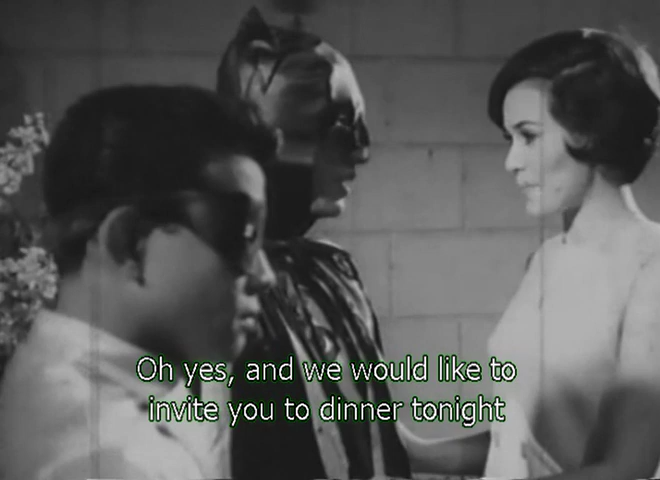 Oh yes, and we would like to
invite you to dinner tonight